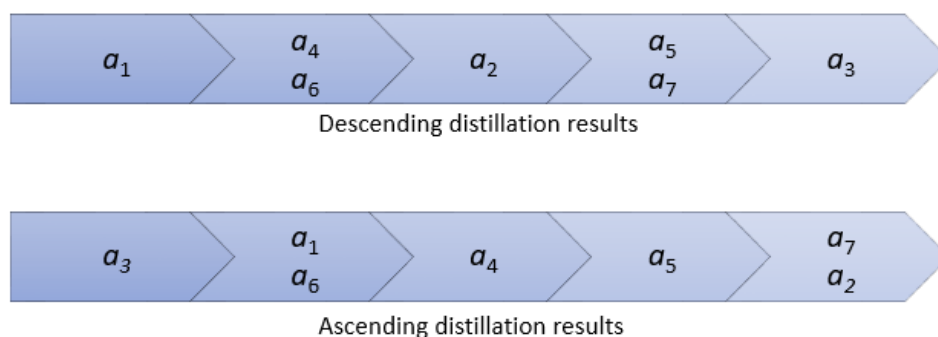 a₁
a₄
a₆
a₂
a₅
a₇
a₃
Descending distillation results
a₃
a₁
a₆
a₄
a₅
a₇
a₂
Ascending distillation results